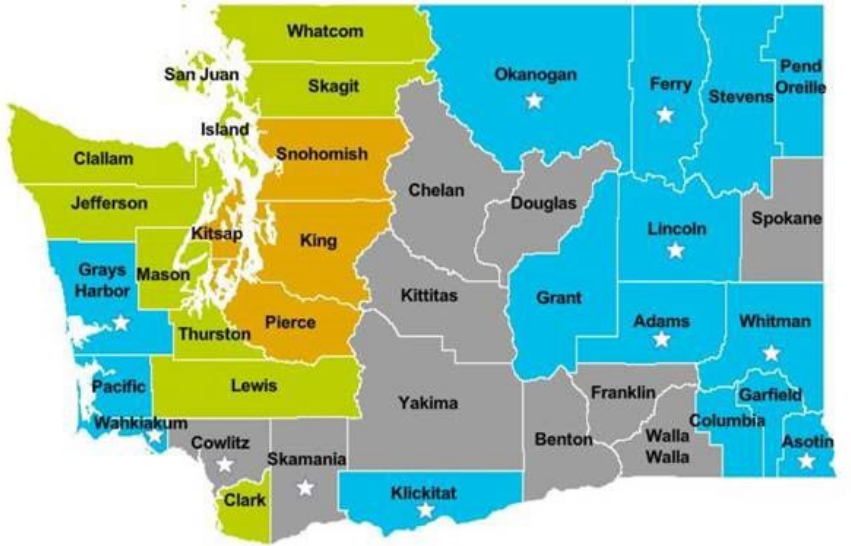 Whatcom
San Juan
Skagit
Island
Clallam
Snohomish
Jefferson
Kitsap
King
Grays
Harbor
Mason
Thurston
Pierce
Pacific
Lewis
Wahkiakum
Cowlitz
Skamania
Clark
Okanogan
Ferry
Stevens
Pend
Oreille
Chelan
Douglas
Lincoln
Spokane
Kittitas
Grant
Adams
Whitman
Yakima
Benton
Franklin
Walla
Walla
Columbia
Garfield
Asotin
Klickitat